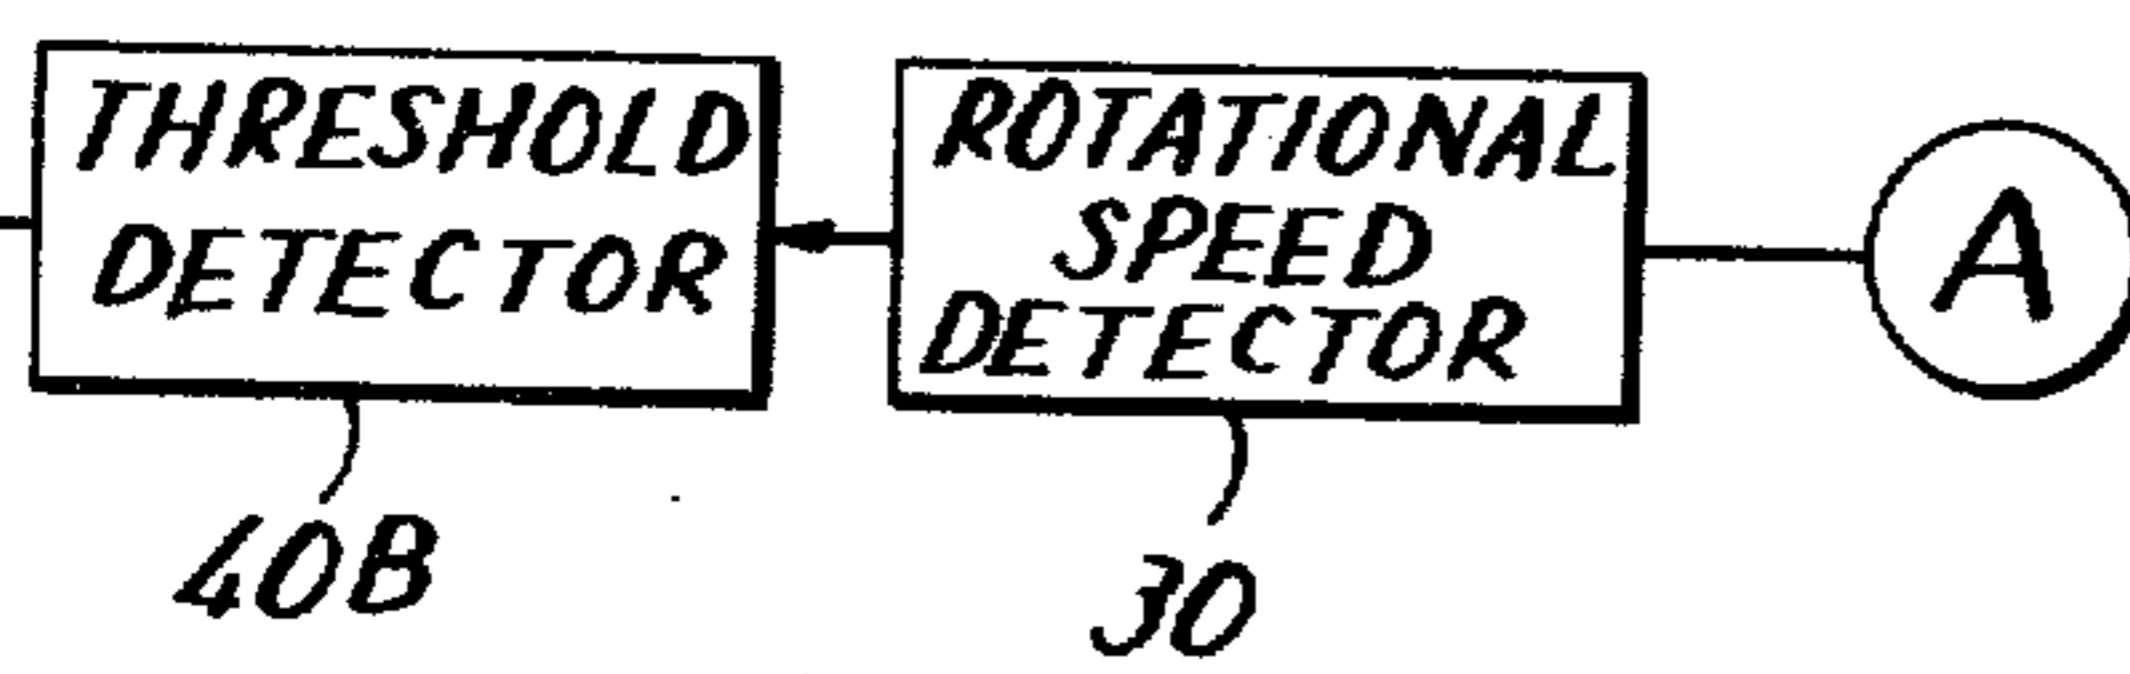 THRESHOLD
DETECTOR
ROTATIONAL
SPEED
DETECTOR
A
40B
30